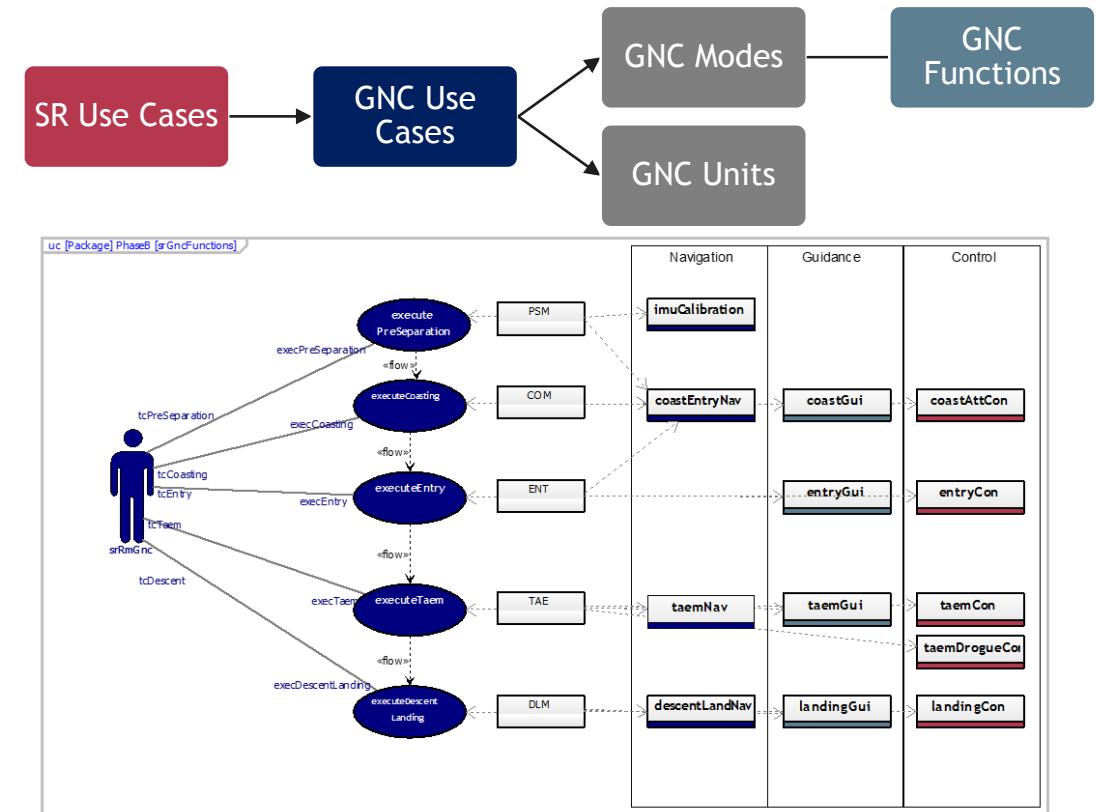 SR Use Cases
GNC Use
Cases
GNC Modes
GNC
Functions
GNC Units
uc [Package] PhaseB [srGncFunctions]
Navigation
Guidance
Control
execute
PreSeparation
PSM
imuCalibration
execPreSeparation
«flow»
executeCoasting
COM
coastEntryNav
coastGui
coastAttCon
tcPreSeparation
execCoasting
«flow»
tcCoasting
tcEntry
executeEntry
ENT
entryGui
entryCon
execEntry
tcTaem
srRmGnc
«flow»
tcDescent
execTaem
executeTaem
TAE
taemNav
taemGui
taemCon
taemDrogueCo
«flow»
execDescentLanding
executeDescent
Landing
DLM
descentLandNav
landingGui
landingCon